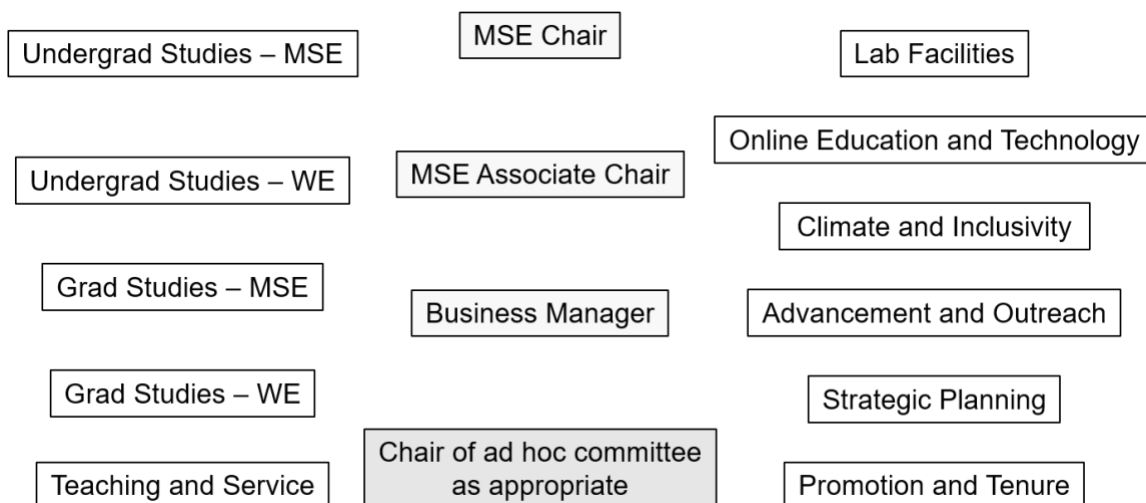 Undergrad Studies – MSE
Undergrad Studies – WE
Grad Studies – MSE
Grad Studies – WE
Teaching and Service
MSE Chair
MSE Associate Chair
Business Manager
Chair of ad hoc committee
as appropriate
Lab Facilities
Online Education and Technology
Climate and Inclusivity
Advancement and Outreach
Strategic Planning
Promotion and Tenure